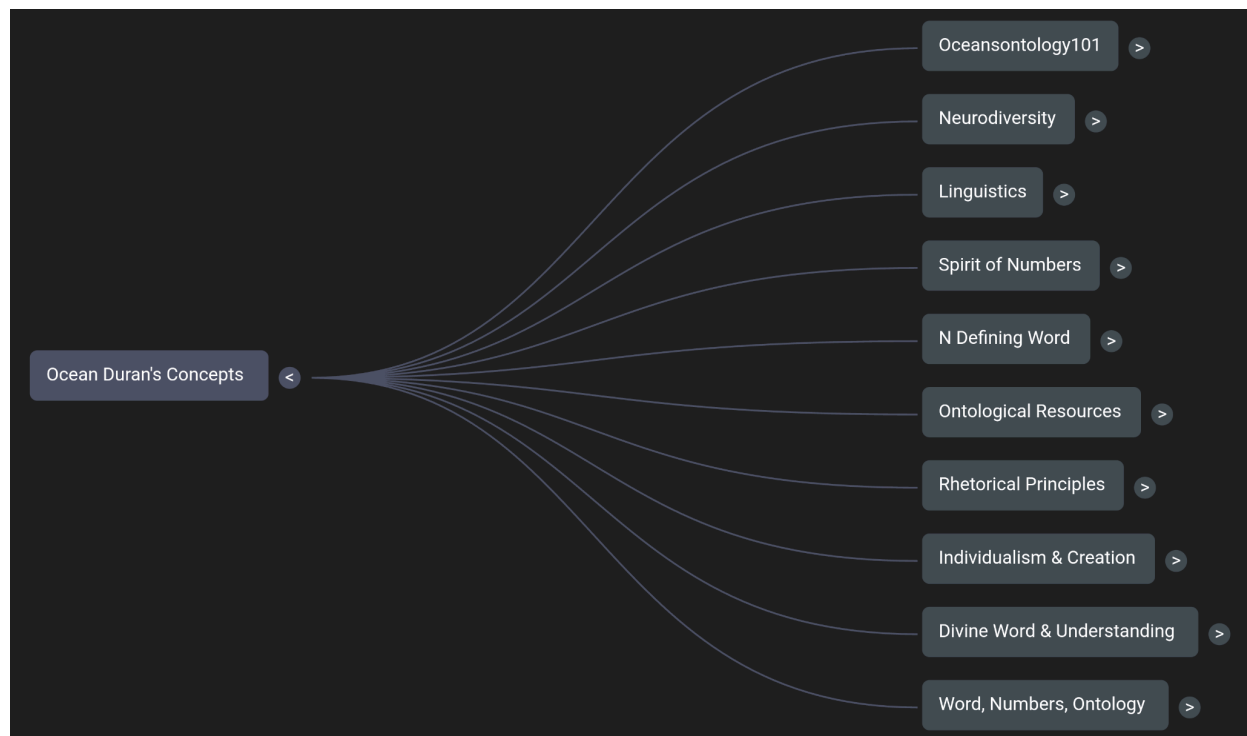 Oceansontology101 >
Neurodiversity >
Linguistics >
Spirit of Numbers >
N Defining Word >
Ocean Duran's Concepts <
Ontological Resources >
Rhetorical Principles >
Individualism & Creation >
Divine Word & Understanding >
Word, Numbers, Ontology >